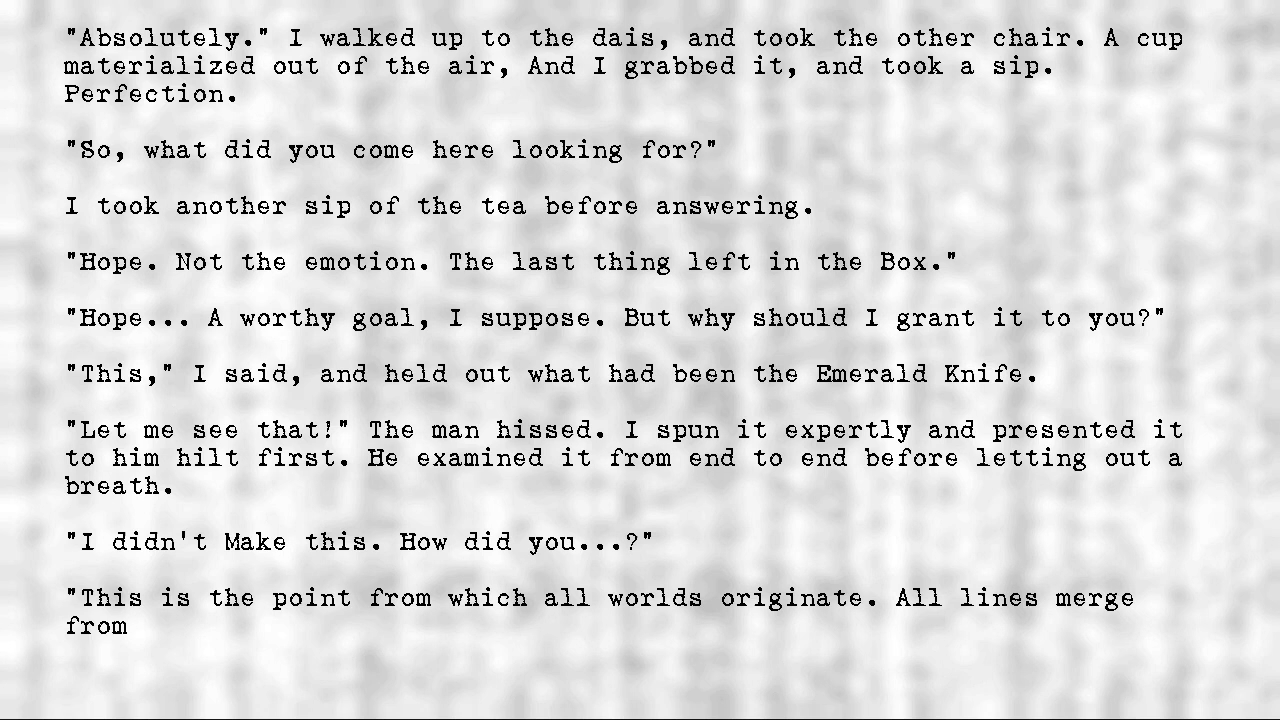 "Absolutely." I walked up to the dais, and took the other chair. A cup
materialized out of the air, And I grabbed it, and took a sip.
Perfection.
"So, what did you come here looking for?"
I took another sip of the tea before answering.
"Hope. Not the emotion. The last thing left in the Box."
"Hope... A worthy goal, I suppose. But why should I grant it to you?"
"This," I said, and held out what had been the Emerald Knife.
"Let me see that!" The man hissed. I spun it expertly and presented it
to him hilt first. He examined it from end to end before letting out a
breath.
"I didn't Make this. How did you...?"
"This is the point from which all worlds originate. All lines merge
from